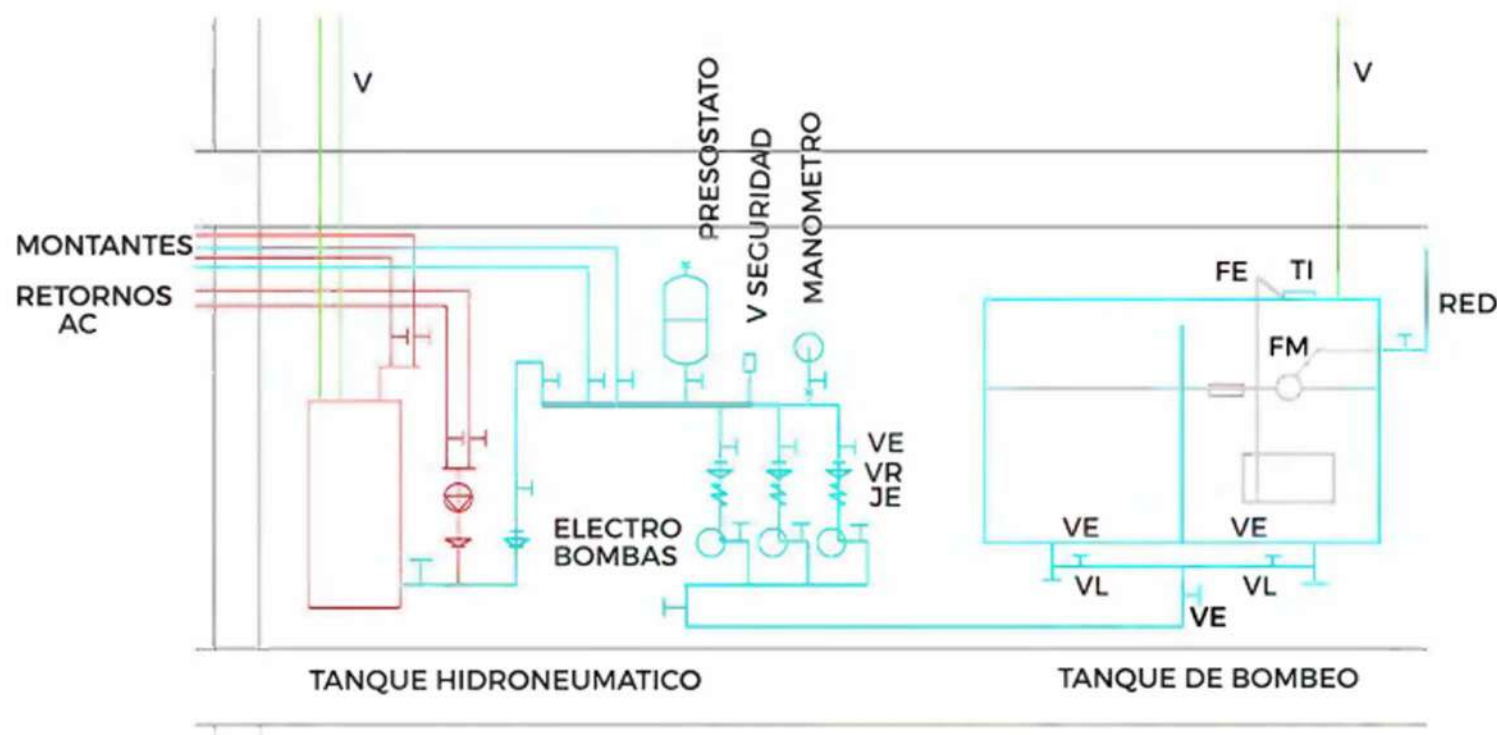 V
V
PRESOSTATO
V SEGURIDAD
MANOMETRO
MONTANTES
RETORNOS
AC
FE
TI
RED
FM
VE
VR
JE
ELECTRO
BOMBAS
VE
VE
VL
VL
VE
TANQUE HIDRONEUMATICO
TANQUE DE BOMBEO